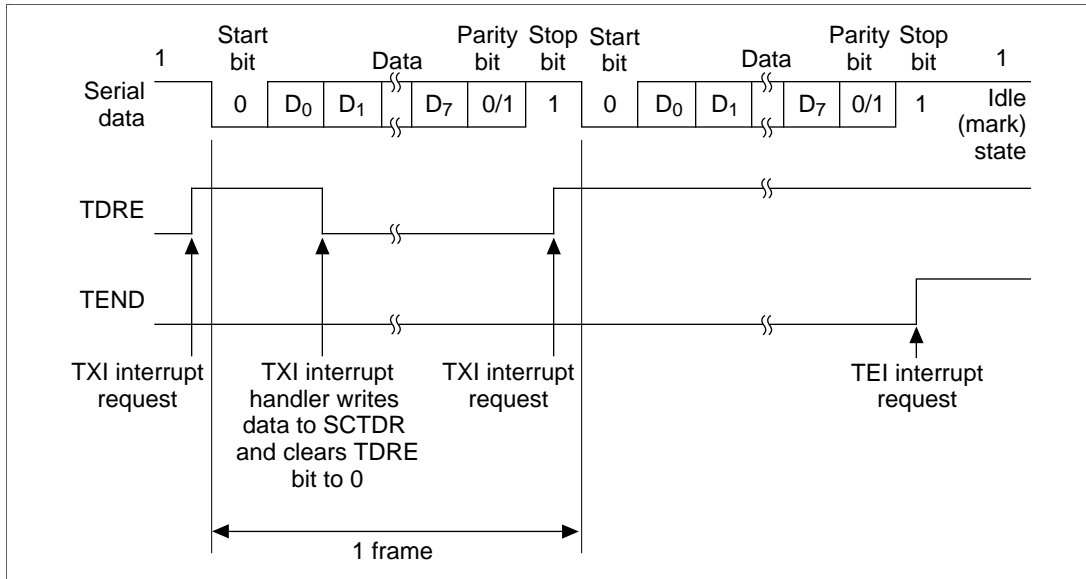 Start Parity Stop Start Parity Stop
1 bit Data bit bit bit Data bit bit 1
Serial data 0 D0 D1 D7 0/1 1 0 D0 D1 D7 0/1 1 Idle (mark) state
TDRE
TEND
TXI interrupt
request
TXI interrupt
handler writes
data to SCTDR
and clears TDRE
bit to 0
TXI interrupt
request
TEI interrupt
request
1 frame